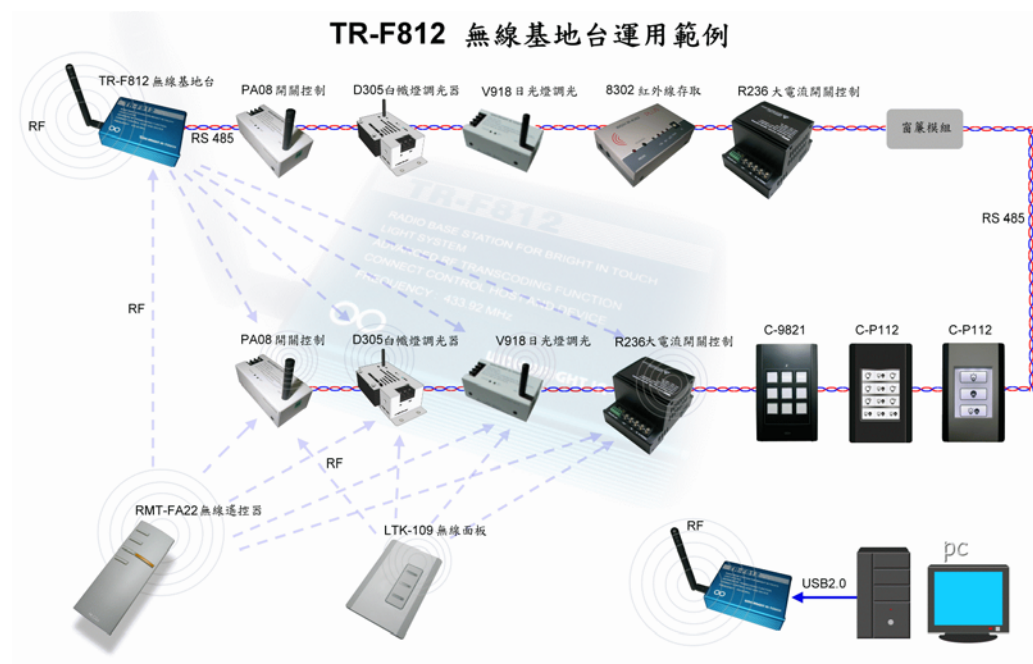 TR-F812 無線基地台運用範例
TR-F812 無線基地台
PA08 開關控制
D305白幟燈調光器
V918 日光燈調光
8302 紅外線存取
R236 大電流開關控制
RF
RS 485
窗簾模組
RS 485
TR-F812
RADIO BASE STATION FOR BRIGHT IN TOUCH
LIGHT SYSTEM
ADVANCED RF TRANSCODING FUNCTION
CONNECT CONTROL HOST AND DEVICE
FREQUENCY : 433.92 MHz
RF
PA08 開關控制
D305白幟燈調光器
V918 日光燈調光
R236大電流開關控制
C-9821
C-P112
C-P112
RF
RMT-FA22 無線遙控器
LTK-109 無線面板
RF
USB2.0
pc